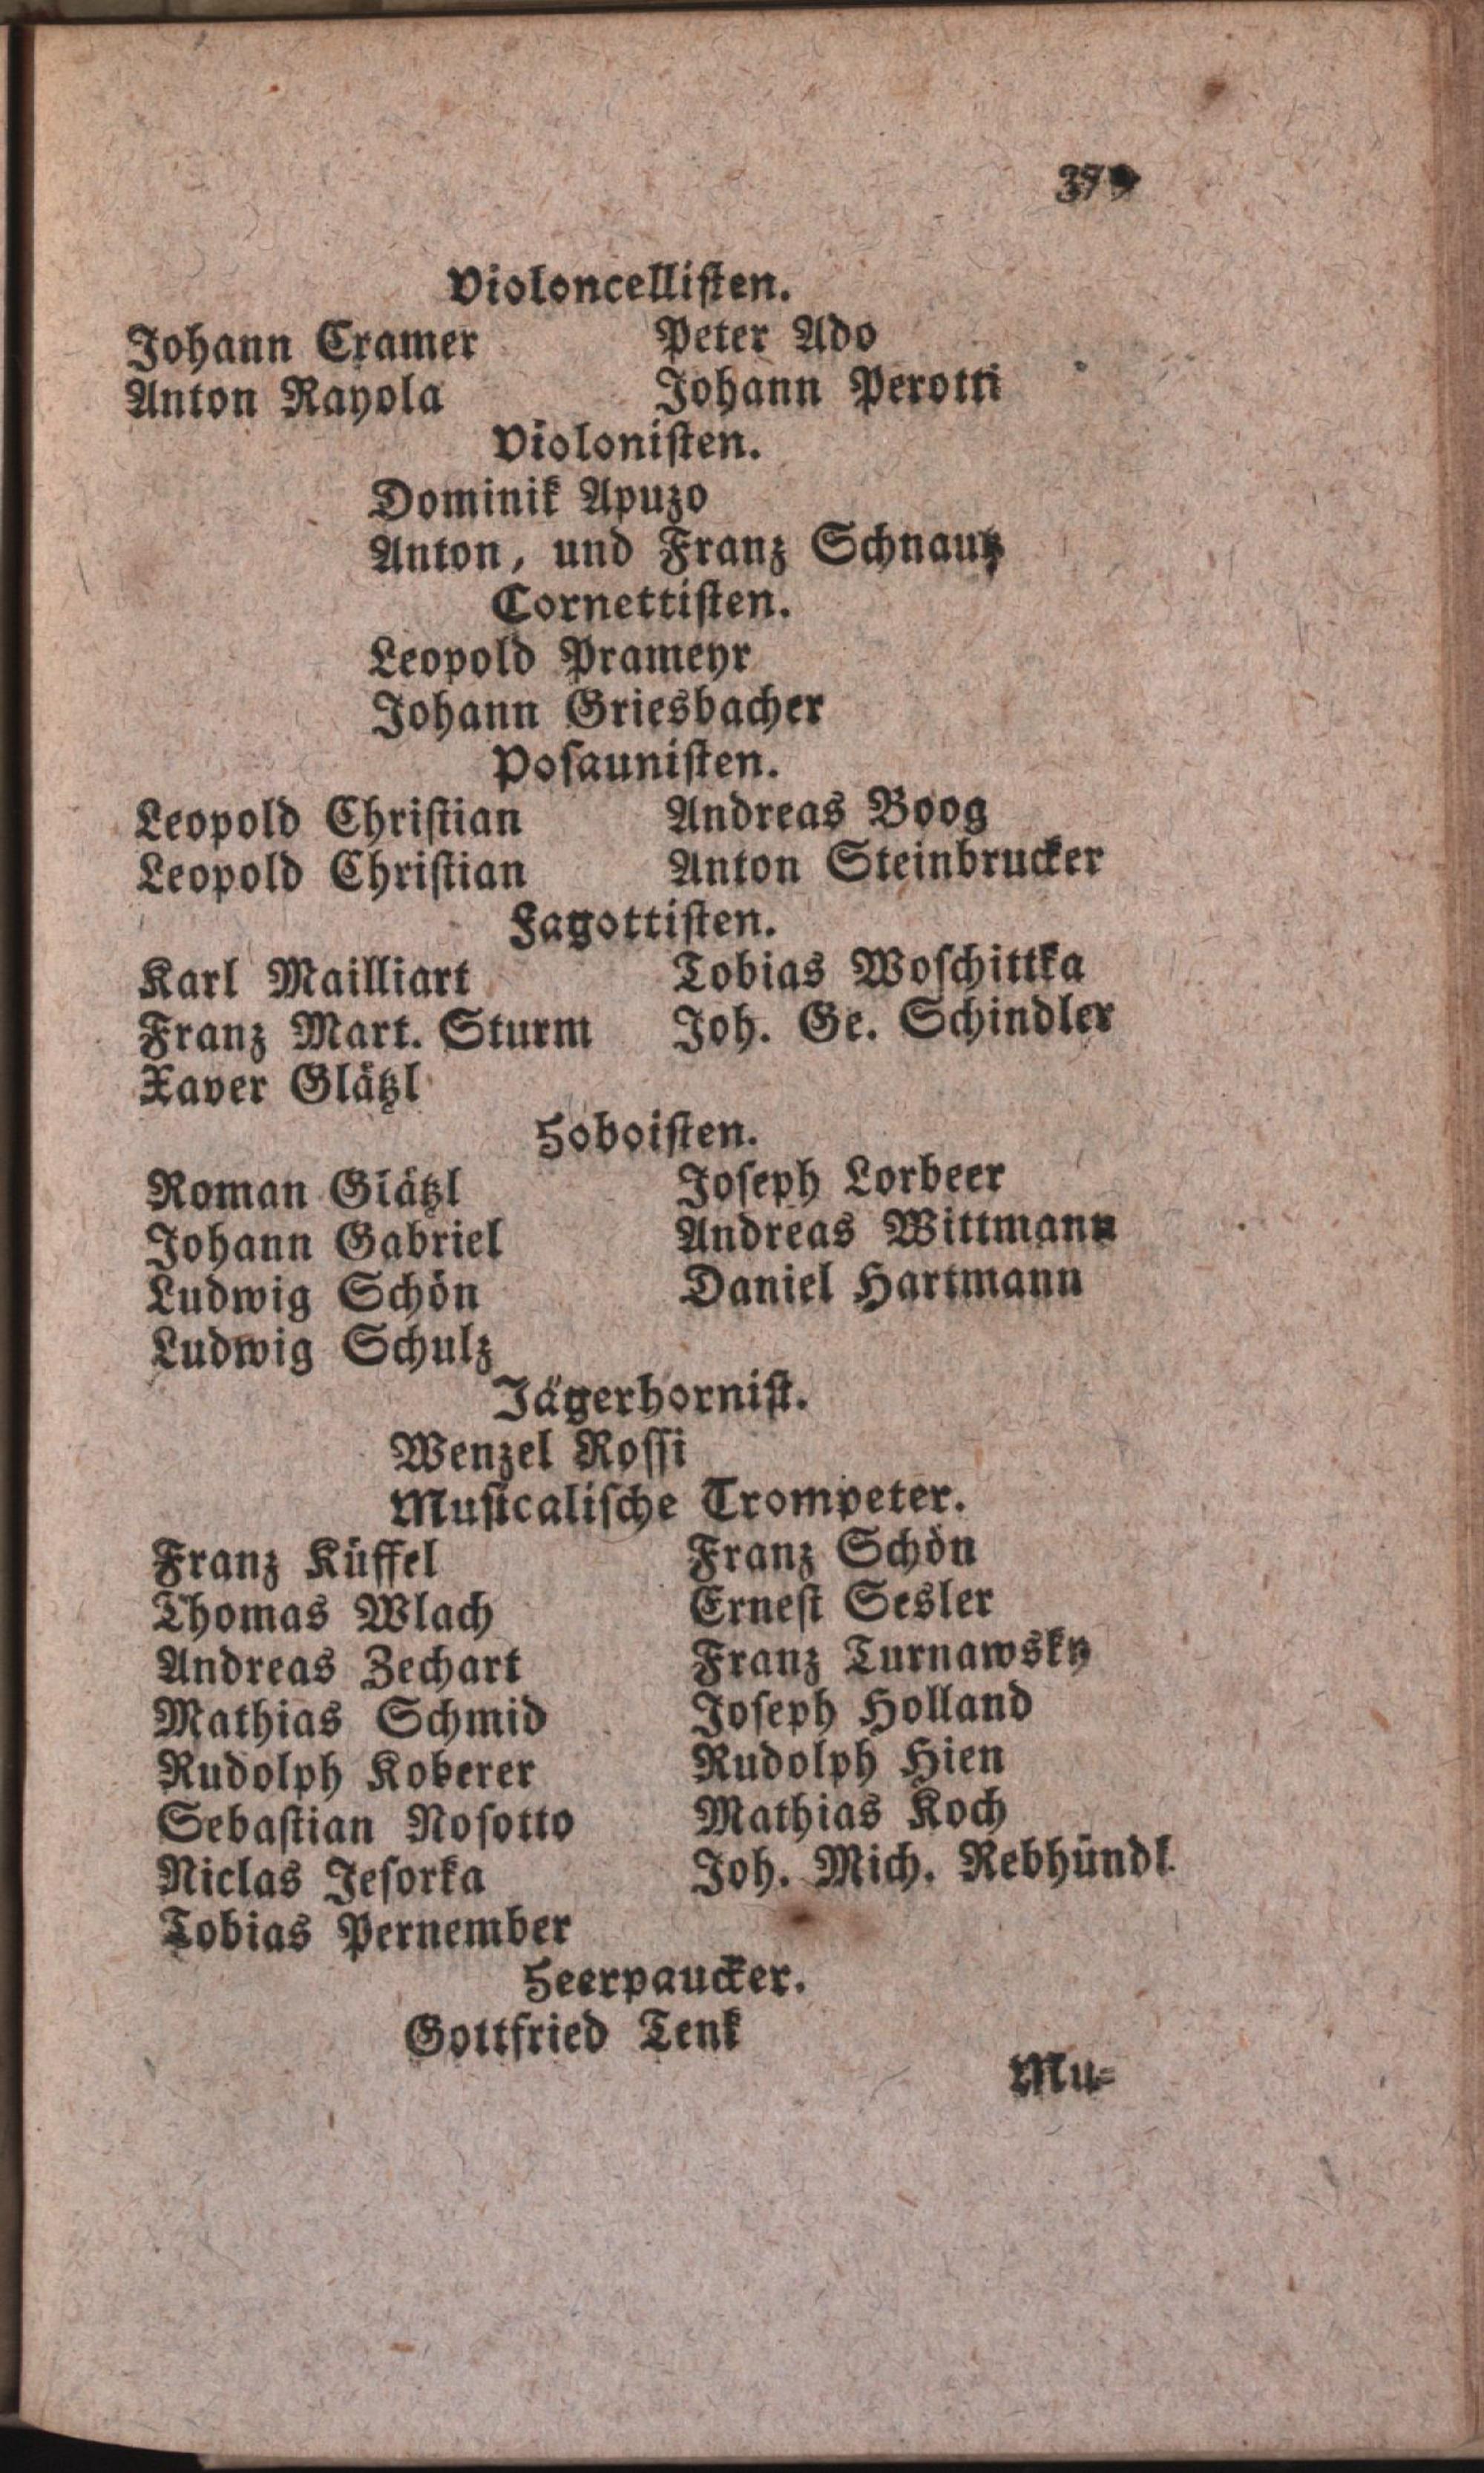 379
Violoncellisten.
Johann Cramer Peter Ado
Anton Rayola Johann Perotti
Violonisten.
Dominik Apuzo
Anton, und Franz Schnautz
Cornettisten.
Leopold Prameyr
Johann Griesbacher
Posaunisten.
Leopold Christian Andreas Boog
Leopold Christian Anton Steinbrucker
Fagottisten.
Karl Mailliart Tobias Woschittka
Franz Mart. Sturm Joh. Ge. Schindler
Xaver Glätzl
Hoboisten.
Roman Glätzl Joseph Lorbeer
Johann Gabriel Andreas Wittmann
Ludwig Schön Daniel Hartmann
Ludwig Schulz
Jägerhornist.
Wenzel Rossi
Musicalische Trompeter.
Franz Küffel Franz Schön
Thomas Wlach Ernest Sesler
Andreas Zechart Franz Turnawsky
Mathias Schmid Joseph Holland
Rudolph Koberer Rudolph Hien
Sebastian Nosotto Mathias Koch
Niclas Jesorka Joh. Mich. Rebhündl
Tobias Pernember
Heerpaucker.
Gottfried Tenk
Mu-